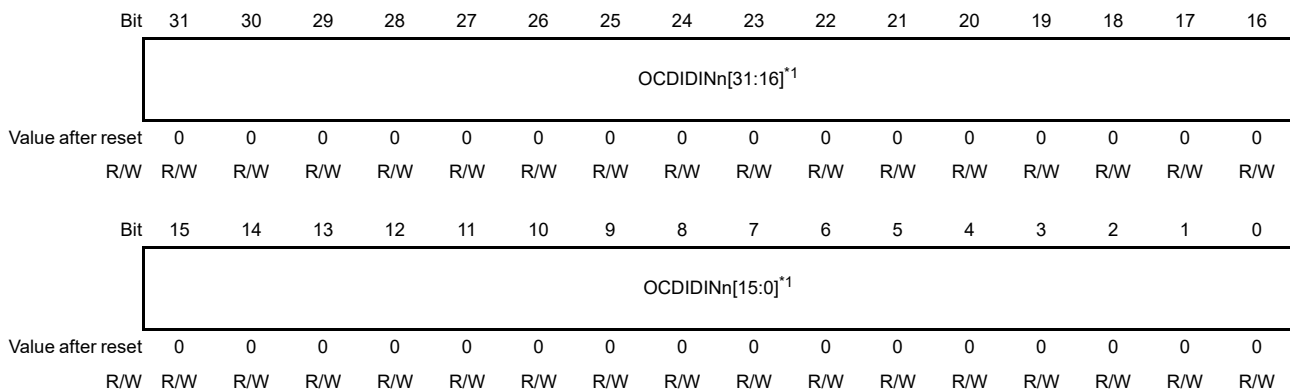 Bit 31 30 29 28 27 26 25 24 23 22 21 20 19 18 17 16
OCDIDINn[31:16]*1
Value after reset 0 0 0 0 0 0 0 0 0 0 0 0 0 0 0 0
R/W R/W R/W R/W R/W R/W R/W R/W R/W R/W R/W R/W R/W R/W R/W R/W R/W
Bit 15 14 13 12 11 10 9 8 7 6 5 4 3 2 1 0
OCDIDINn[15:0]*1
Value after reset 0 0 0 0 0 0 0 0 0 0 0 0 0 0 0 0
R/W R/W R/W R/W R/W R/W R/W R/W R/W R/W R/W R/W R/W R/W R/W R/W R/W